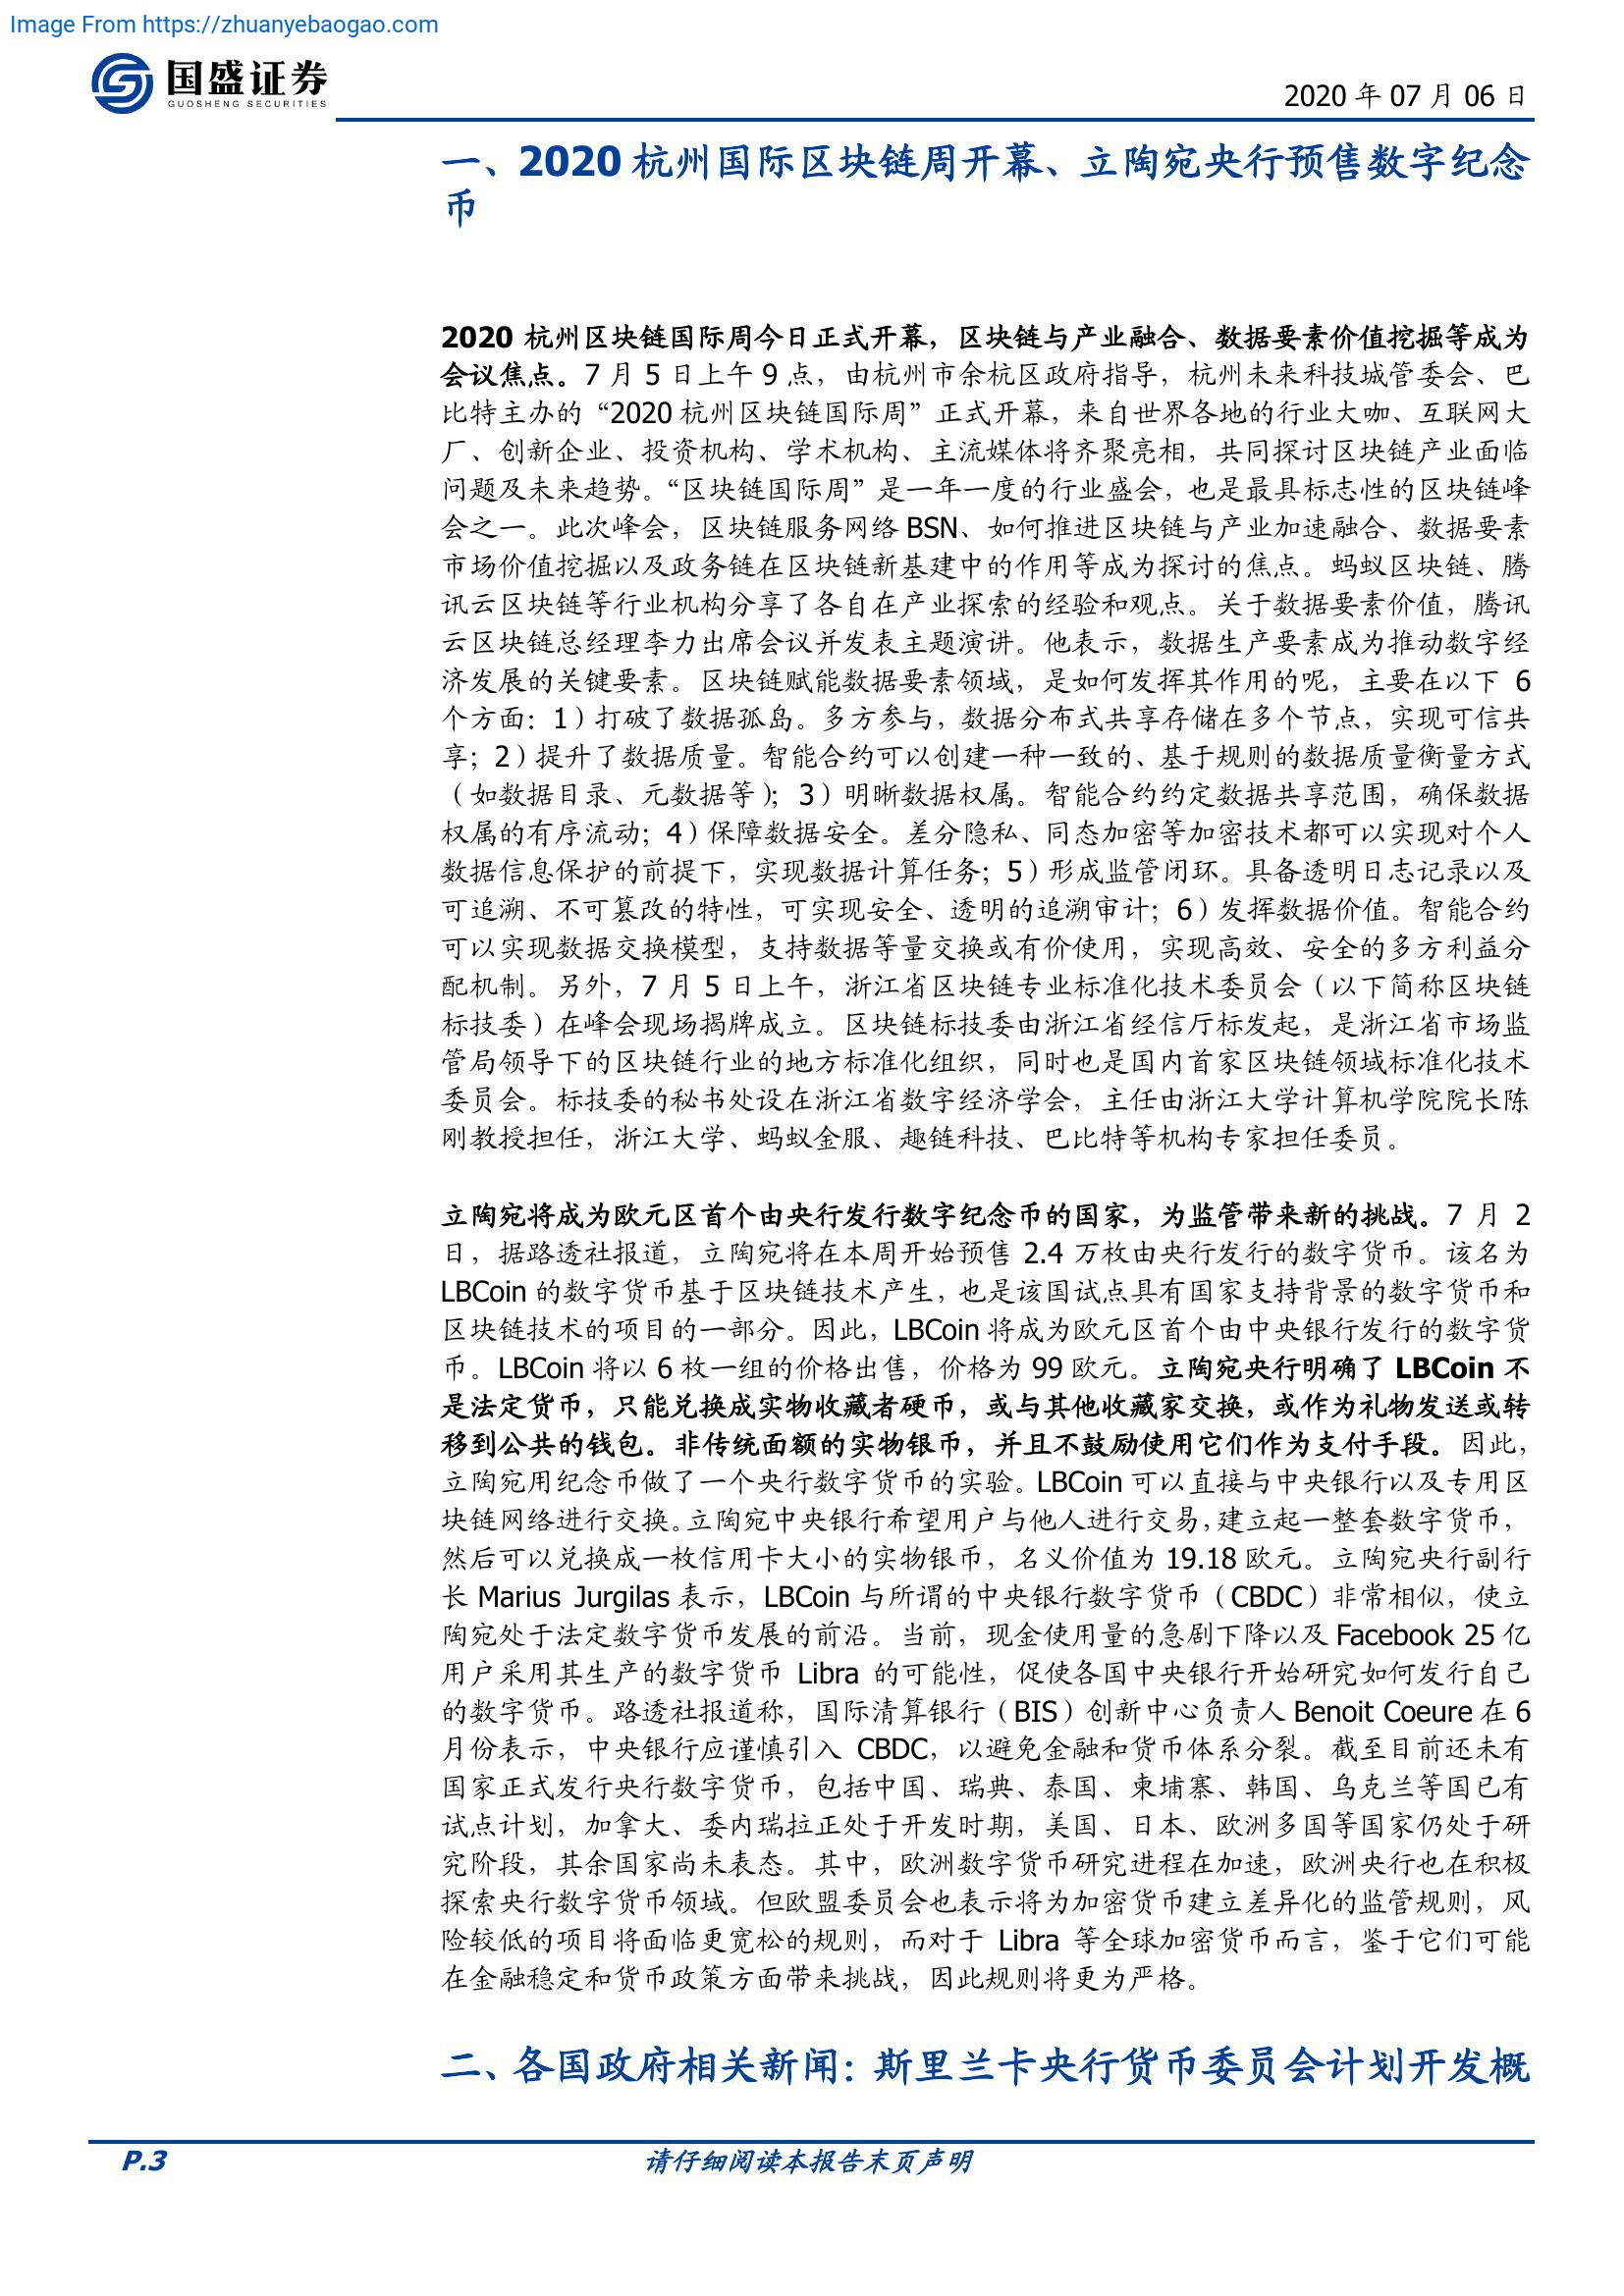 Image From https://zhuanyebaogao.com
国盛证券
GUOSHENG SECURITIES
2020 年 07 月 06 日
一、2020 杭州国际区块链周开幕、立陶宛央行预售数字纪念
币
2020 杭州区块链国际周今日正式开幕，区块链与产业融合、数据要素价值挖掘等成为
会议焦点。7 月 5 日上午 9 点，由杭州市余杭区政府指导，杭州未来科技城管委会、巴
比特主办的“2020 杭州区块链国际周”正式开幕，来自世界各地的行业大咖、互联网大
厂、创新企业、投资机构、学术机构、主流媒体将齐聚亮相，共同探讨区块链产业面临
问题及未来趋势。“区块链国际周”是一年一度的行业盛会，也是最具标志性的区块链峰
会之一。此次峰会，区块链服务网络 BSN、如何推进区块链与产业加速融合、数据要素
市场价值挖掘以及政务链在区块链新基建中的作用等成为探讨的焦点。蚂蚁区块链、腾
讯云区块链等行业机构分享了各自在产业探索的经验和观点。关于数据要素价值，腾讯
云区块链总经理李力出席会议并发表主题演讲。他表示，数据生产要素成为推动数字经
济发展的关键要素。区块链赋能数据要素领域，是如何发挥其作用的呢，主要在以下 6
个方面：1）打破了数据孤岛。多方参与，数据分布式共享存储在多个节点，实现可信共
享；2）提升了数据质量。智能合约可以创建一种一致的、基于规则的数据质量衡量方式
（如数据目录、元数据等）；3）明晰数据权属。智能合约约定数据共享范围，确保数据
权属的有序流动；4）保障数据安全。差分隐私、同态加密等加密技术都可以实现对个人
数据信息保护的前提下，实现数据计算任务；5）形成监管闭环。具备透明日志记录以及
可追溯、不可篡改的特性，可实现安全、透明的追溯审计；6）发挥数据价值。智能合约
可以实现数据交换模型，支持数据等量交换或有价使用，实现高效、安全的多方利益分
配机制。另外，7 月 5 日上午，浙江省区块链专业标准化技术委员会（以下简称区块链
标技委）在峰会现场揭牌成立。区块链标技委由浙江省经信厅标发起，是浙江省市场监
管局领导下的区块链行业的地方标准化组织，同时也是国内首家区块链领域标准化技术
委员会。标技委的秘书处设在浙江省数字经济学会，主任由浙江大学计算机学院院长陈
刚教授担任，浙江大学、蚂蚁金服、趣链科技、巴比特等机构专家担任委员。
立陶宛将成为欧元区首个由央行发行数字纪念币的国家，为监管带来新的挑战。7 月 2
日，据路透社报道，立陶宛将在本周开始预售 2.4 万枚由央行发行的数字货币。该名为
LBCoin 的数字货币基于区块链技术产生，也是该国试点具有国家支持背景的数字货币和
区块链技术的项目的一部分。因此，LBCoin 将成为欧元区首个由中央银行发行的数字货
币。LBCoin 将以 6 枚一组的价格出售，价格为 99 欧元。立陶宛央行明确了 LBCoin 不
是法定货币，只能兑换成实物收藏者硬币，或与其他收藏家交换，或作为礼物发送或转
移到公共的钱包。非传统面额的实物银币，并且不鼓励使用它们作为支付手段。因此，
立陶宛用纪念币做了一个央行数字货币的实验。LBCoin 可以直接与中央银行以及专用区
块链网络进行交换。立陶宛中央银行希望用户与他人进行交易，建立起一整套数字货币，
然后可以兑换成一枚信用卡大小的实物银币，名义价值为 19.18 欧元。立陶宛央行副行
长 Marius Jurgilas 表示，LBCoin 与所谓的中央银行数字货币（CBDC）非常相似，使立
陶宛处于法定数字货币发展的前沿。当前，现金使用量的急剧下降以及 Facebook 25 亿
用户采用其生产的数字货币 Libra 的可能性，促使各国中央银行开始研究如何发行自己
的数字货币。路透社报道称，国际清算银行（BIS）创新中心负责人 Benoit Coeure 在 6
月份表示，中央银行应谨慎引入 CBDC，以避免金融和货币体系分裂。截至目前还未有
国家正式发行央行数字货币，包括中国、瑞典、泰国、柬埔寨、韩国、乌克兰等国已有
试点计划，加拿大、委内瑞拉正处于开发时期，美国、日本、欧洲多国等国家仍处于研
究阶段，其余国家尚未表态。其中，欧洲数字货币研究进程在加速，欧洲央行也在积极
探索央行数字货币领域。但欧盟委员会也表示将为加密货币建立差异化的监管规则，风
险较低的项目将面临更宽松的规则，而对于 Libra 等全球加密货币而言，鉴于它们可能
在金融稳定和货币政策方面带来挑战，因此规则将更为严格。
二、各国政府相关新闻：斯里兰卡央行货币委员会计划开发概
P.3
请仔细阅读本报告末页声明